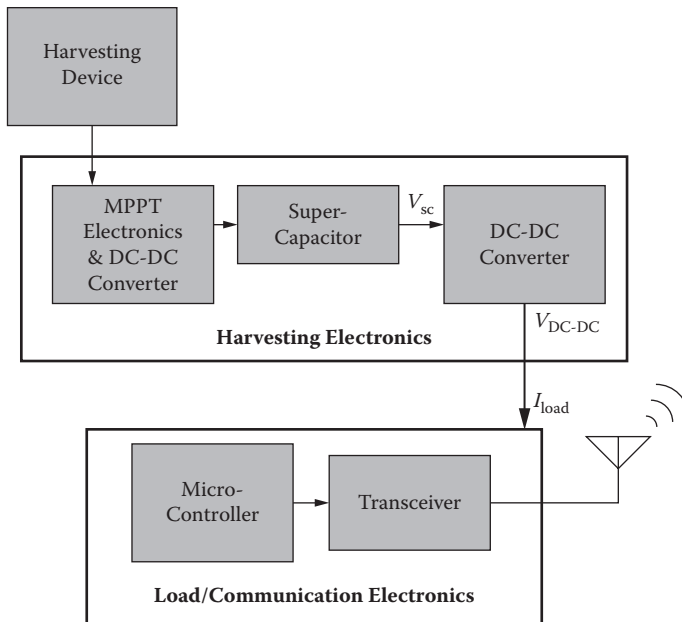 Harvesting
Device
MPPT
Electronics
& DC-DC
Converter
Super-
Capacitor
V_sc
DC-DC
Converter
V_DC-DC
Harvesting Electronics
I_load
Micro-
Controller
Transceiver
Load/Communication Electronics